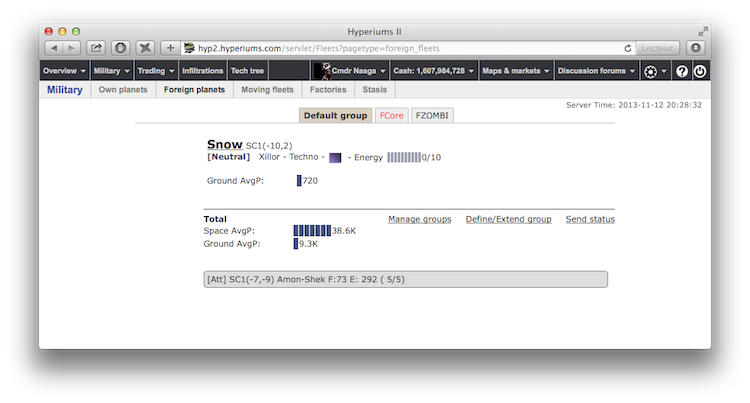 Hyperiums II
hyp2.hyperiums.com/servlet/Fleets?pagetype=foreign_fleets
Lecteur
Overview Military Trading Infiltrations Tech tree Cmdr Nasga Cash: 1,607,984,728 Maps & markets Discussion forums ?
Military Own planets Foreign planets Moving fleets Factories Stasis
Server Time: 2013-11-12 20:28:32
Default group FCore FZOMBI
Snow SC1(-10,2)
[Neutral] Xillor - Techno - - Energy 0/10
Ground AvgP: 720
Total Manage groups Define/Extend group Send status
Space AvgP: 38.6K
Ground AvgP: 9.3K
[Att] SC1(-7,-9) Amon-Shek F:73 E: 292 ( 5/5)